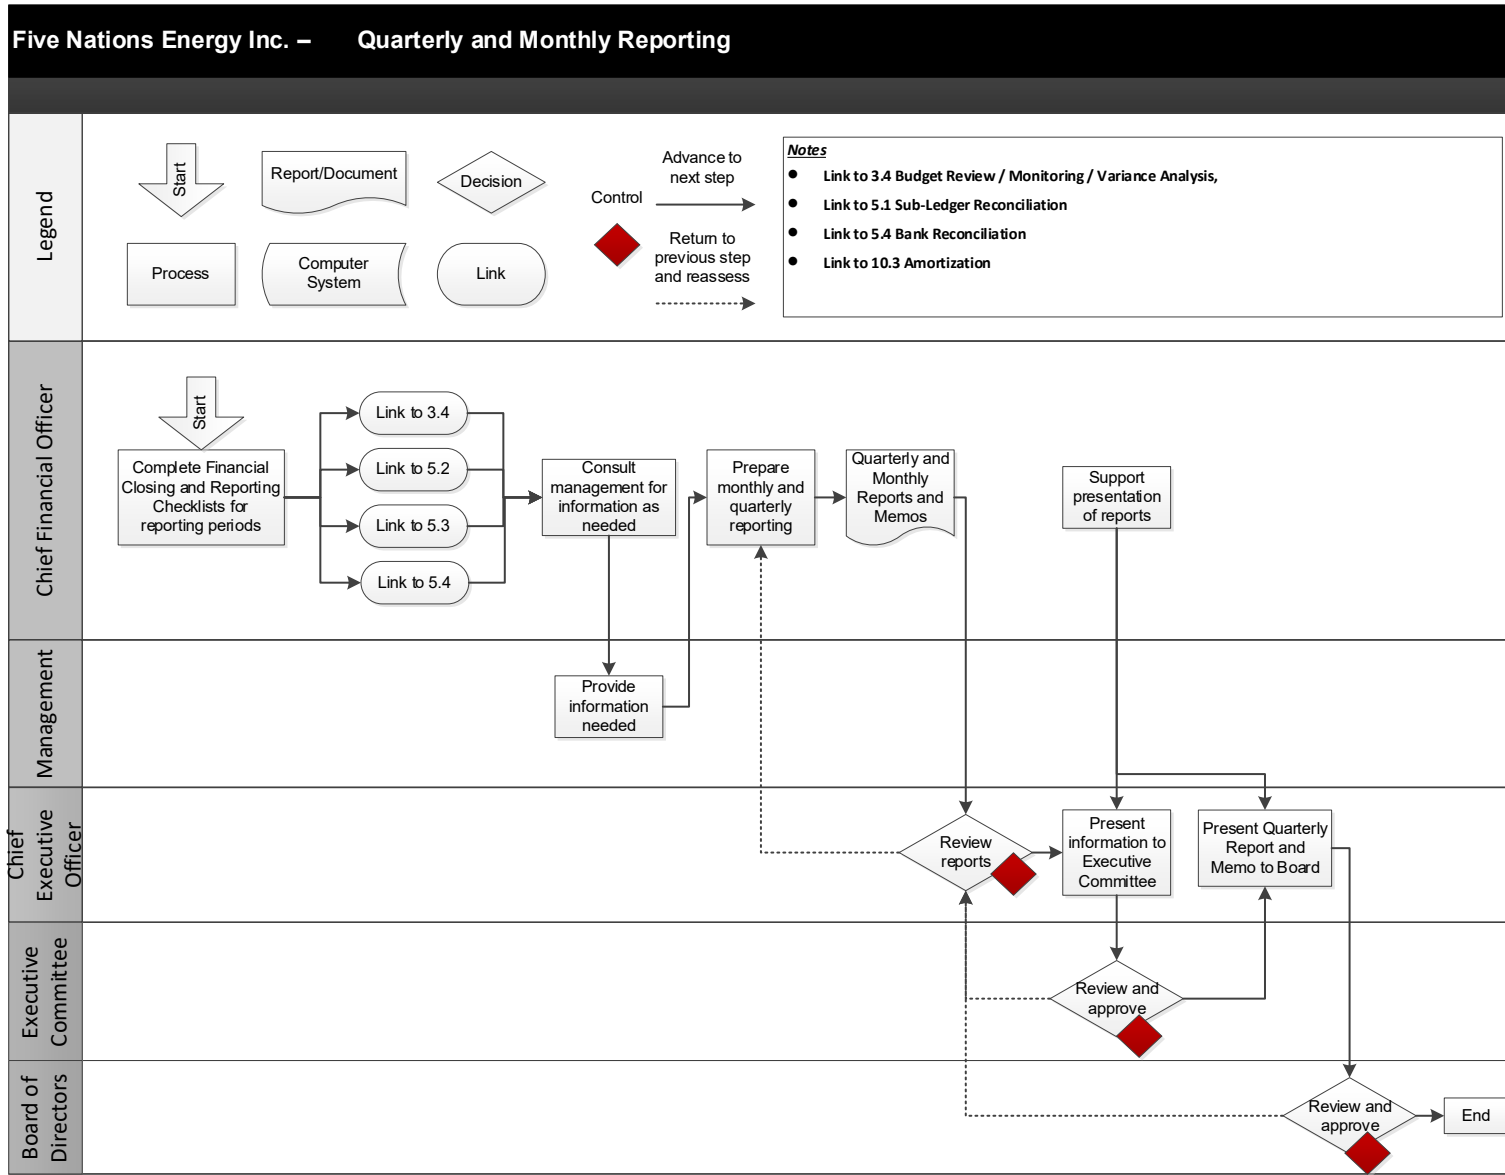 Five Nations Energy Inc. – Quarterly and Monthly Reporting
Legend
Start
Report/Document
Decision
Process
Computer
System
Link
Control
Advance to
next step
Return to
previous step
and reassess
Notes
Link to 3.4 Budget Review / Monitoring / Variance Analysis,
Link to 5.1 Sub-Ledger Reconciliation
Link to 5.4 Bank Reconciliation
Link to 10.3 Amortization
Chief Financial Officer
Start
Complete Financial
Closing and Reporting
Checklists for
reporting periods
Link to 3.4
Link to 5.2
Link to 5.3
Link to 5.4
Consult
management for
information as
needed
Prepare
monthly and
quarterly
reporting
Quarterly and
Monthly
Reports and
Memos
Support
presentation
of reports
Management
Provide
information
needed
Chief
Executive
Officer
Review
reports
Present
information to
Executive
Committee
Present Quarterly
Report and
Memo to Board
Executive
Committee
Review and
approve
Board of
Directors
Review and
approve
End